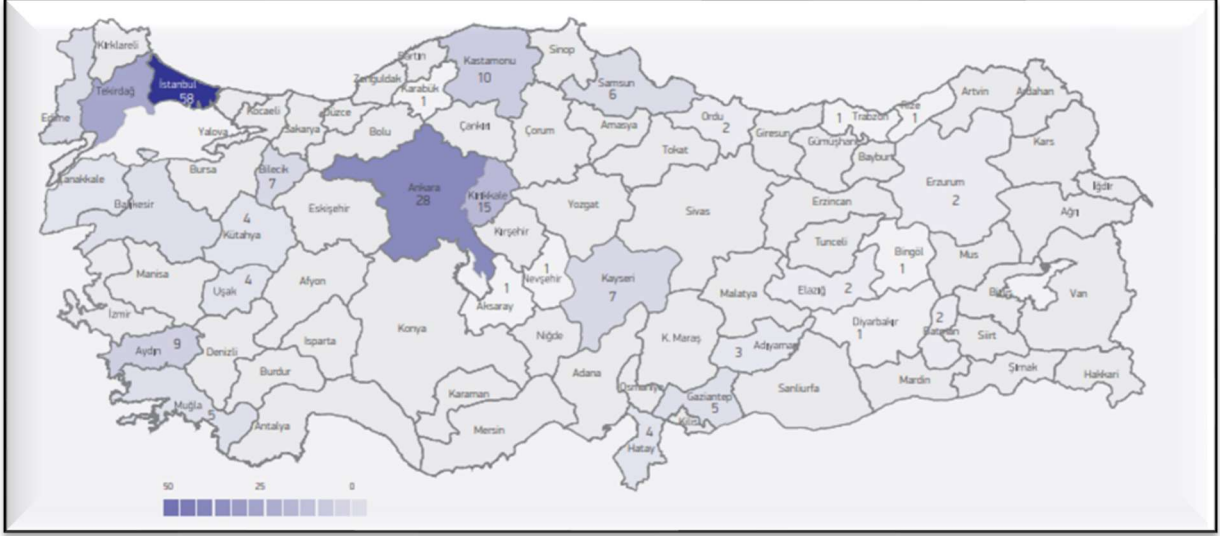 Kırklareli
Tekirdağ
İstanbul
58
Edirne
Kocaeli
Yalova
Sakarya
Düzce
Zonguldak
Bartın
Karabük
1
Kastamonu
10
Sinop
Samsun
6
Bolu
Çankırı
Çorum
Amasya
Tokat
Ordu
2
Giresun
1
Trabzon
Rize
1
Gümüşhane
Bayburt
Artvin
Ardahan
Kars
Iğdır
Ağrı
Erzurum
2
Erzincan
Çanakkale
Balıkesir
Bursa
Bilecik
7
Eskişehir
4
Kütahya
Ankara
28
Kırıkkale
15
Kırşehir
Yozgat
Sivas
Tunceli
Bingöl
1
Muş
Bitlis
Van
Manisa
Uşak
4
Afyon
İzmir
Aydın
9
Denizli
Isparta
Burdur
Muğla
5
Antalya
Konya
1
Aksaray
1
Nevşehir
Kayseri
7
Niğde
Karaman
Mersin
Adana
K. Maraş
Osmaniye
Malatya
Elazığ 2
3 Adıyaman
Gaziantep
5
Kilis
4
Hatay
Şanlıurfa
Diyarbakır
1
2
Batman
Siirt
Mardin
Şırnak
Hakkari
50 25 0